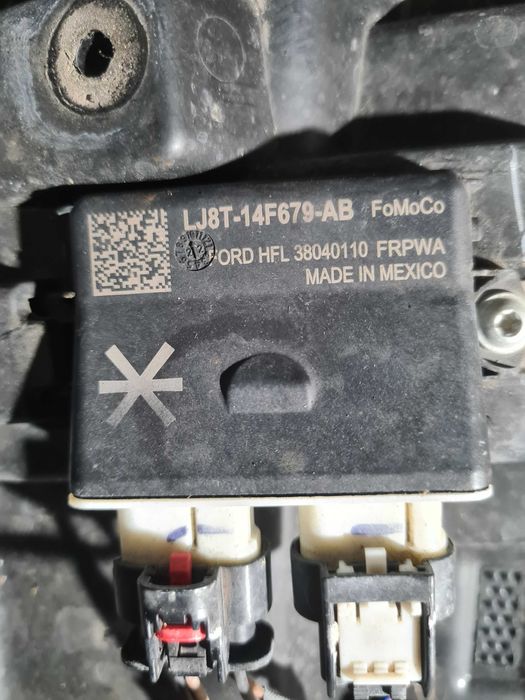 LJ8T-14F679-AB FoMoCo
ORD HFL 38040110 FRPWA
MADE IN MEXICO